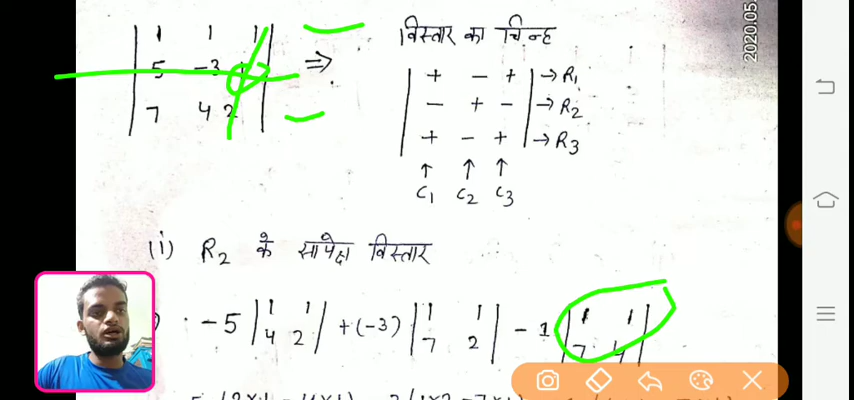 | 1 1 1 |
| 5 -3 1 | ⇒
| 7 4 2 |
विस्तार का चिन्ह
| + - + | → R₁
| - + - | → R₂
| + - + | → R₃
↑ ↑ ↑
C₁ C₂ C₃
(i) R₂ के सापेक्ष विस्तार
-5 | 1 1 | + (-3) | 1 1 | - 1 | 1 1 |
| 4 2 | | 7 2 | | 7 4 |
2020.05